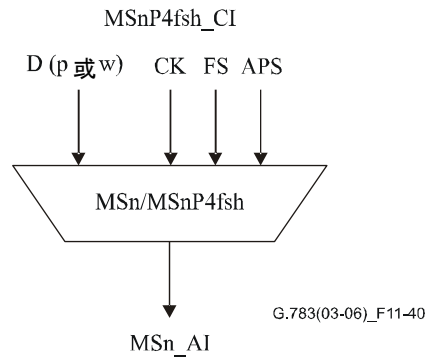 MSnP4fsh_CI
D (p 或 w) CK FS APS
MSn/MSnP4fsh
G.783(03-06)_F11-40
MSn_AI